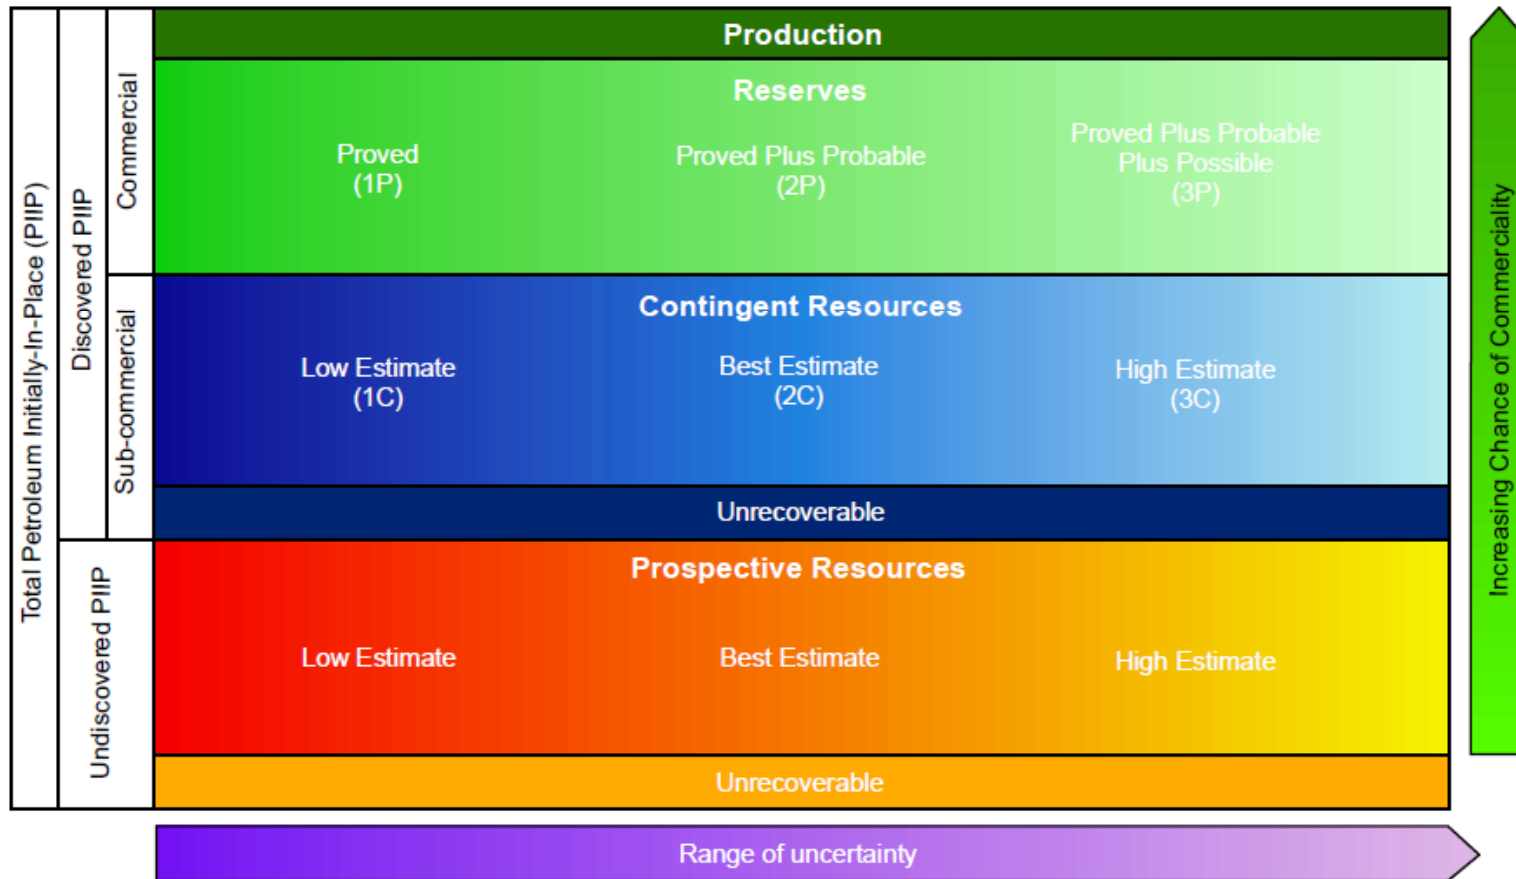 Total Petroleum Initially-In-Place (PIIP)
Discovered PIIP
Undiscovered PIIP
Commercial
Sub-commercial
Production
Reserves
Proved
(1P)
Proved Plus Probable
(2P)
Proved Plus Probable
Plus Possible
(3P)
Contingent Resources
Low Estimate
(1C)
Best Estimate
(2C)
High Estimate
(3C)
Unrecoverable
Prospective Resources
Low Estimate
Best Estimate
High Estimate
Unrecoverable
Range of uncertainty
Increasing Chance of Commerciality